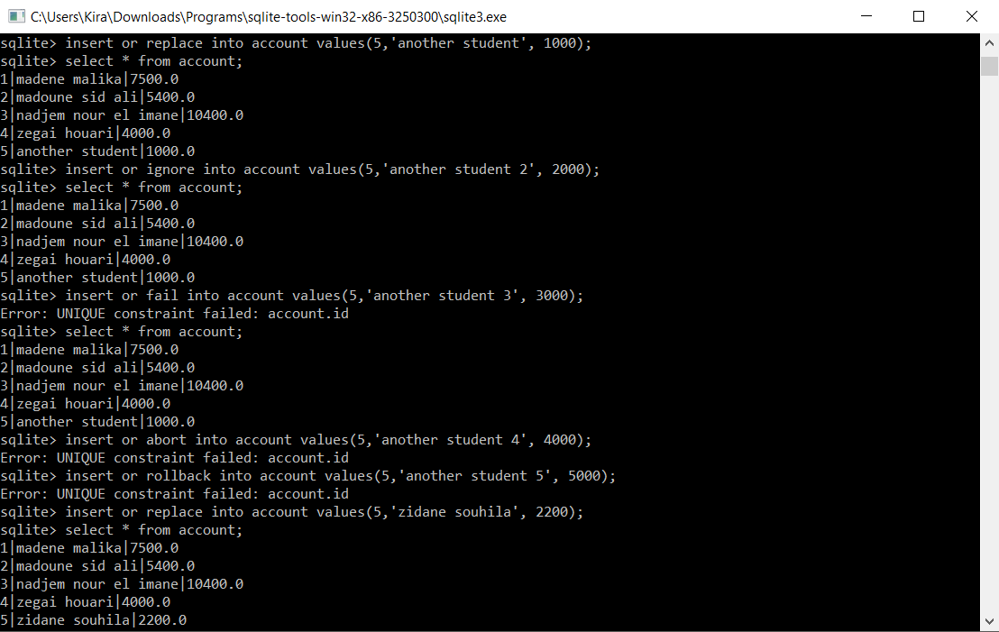 C:\Users\Kira\Downloads\Programs\sqlite-tools-win32-x86-3250300\sqlite3.exe
sqlite> insert or replace into account values(5,'another student', 1000);
sqlite> select * from account;
1|madene malika|7500.0
2|madoune sid ali|5400.0
3|nadjem nour el imane|10400.0
4|zegai houari|4000.0
5|another student|1000.0
sqlite> insert or ignore into account values(5,'another student 2', 2000);
sqlite> select * from account;
1|madene malika|7500.0
2|madoune sid ali|5400.0
3|nadjem nour el imane|10400.0
4|zegai houari|4000.0
5|another student|1000.0
sqlite> insert or fail into account values(5,'another student 3', 3000);
Error: UNIQUE constraint failed: account.id
sqlite> select * from account;
1|madene malika|7500.0
2|madoune sid ali|5400.0
3|nadjem nour el imane|10400.0
4|zegai houari|4000.0
5|another student|1000.0
sqlite> insert or abort into account values(5,'another student 4', 4000);
Error: UNIQUE constraint failed: account.id
sqlite> insert or rollback into account values(5,'another student 5', 5000);
Error: UNIQUE constraint failed: account.id
sqlite> insert or replace into account values(5,'zidane souhila', 2200);
sqlite> select * from account;
1|madene malika|7500.0
2|madoune sid ali|5400.0
3|nadjem nour el imane|10400.0
4|zegai houari|4000.0
5|zidane souhila|2200.0